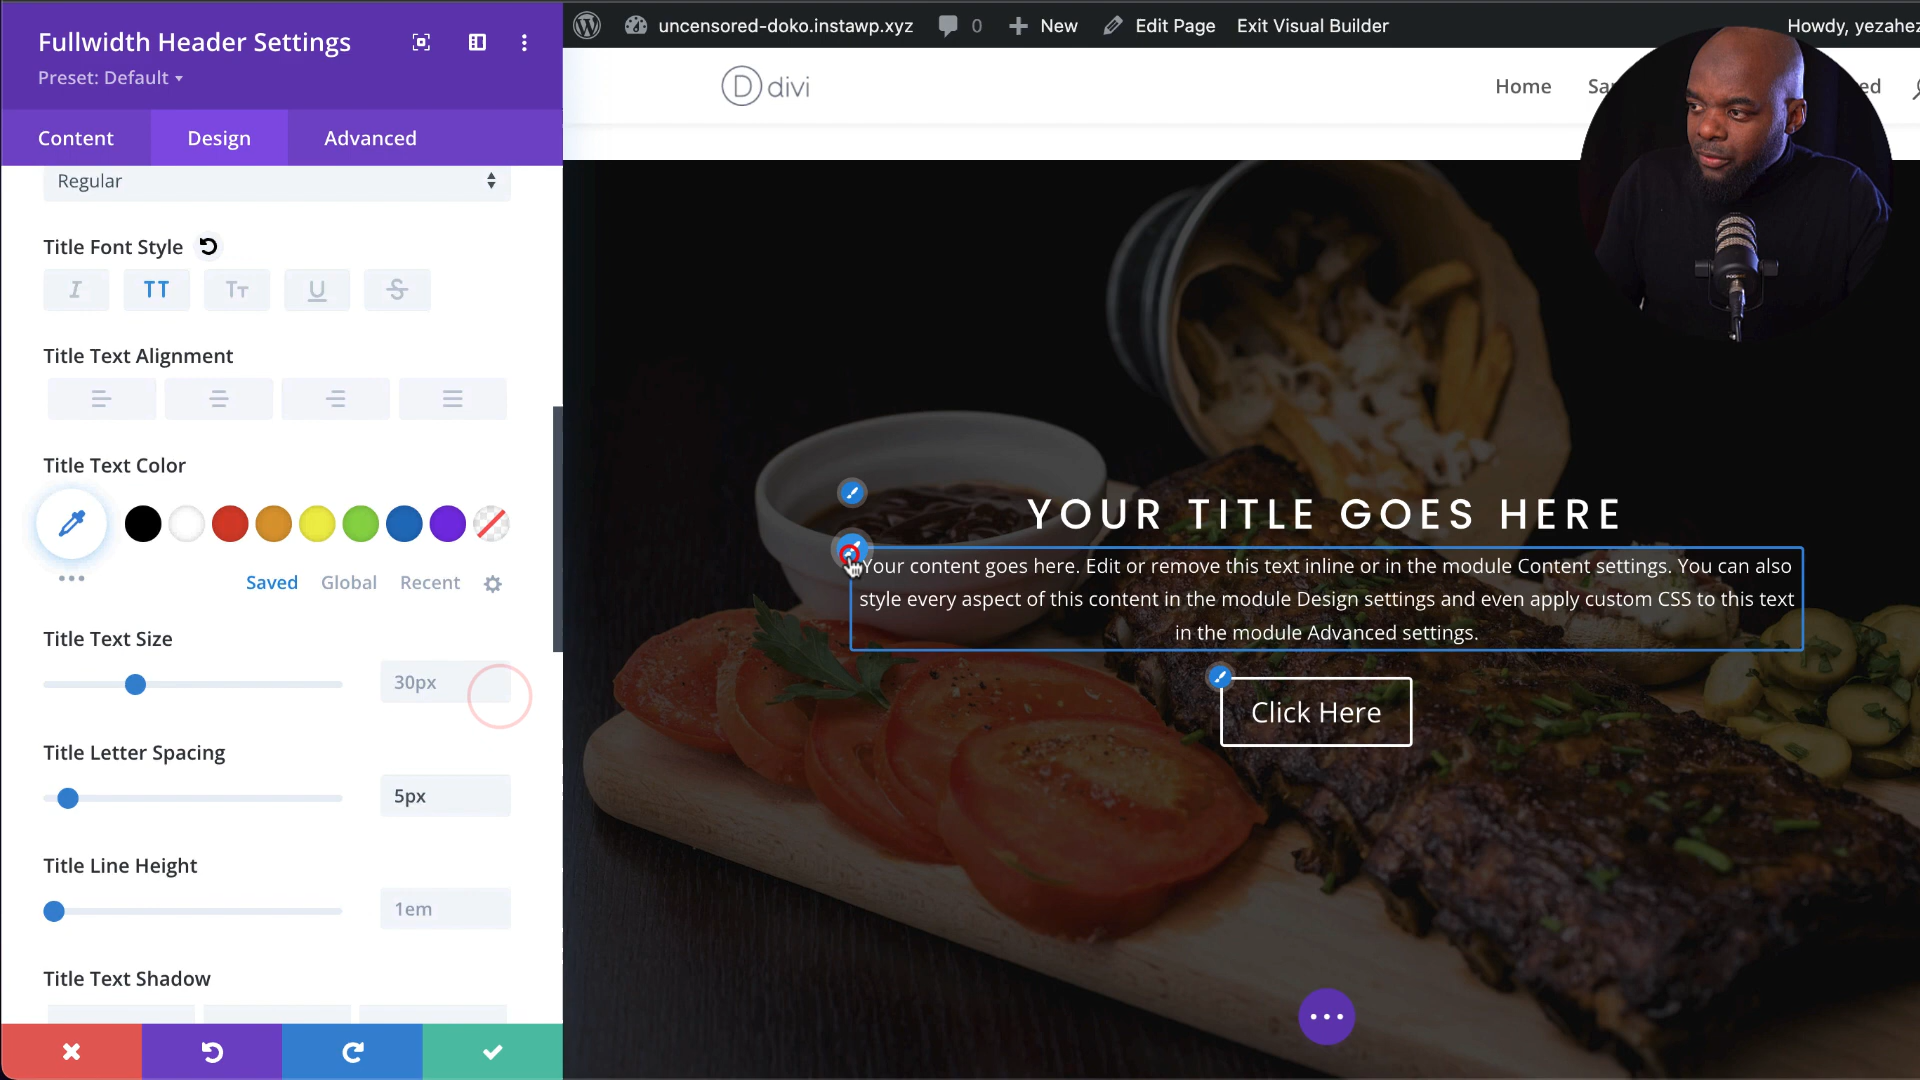 Fullwidth Header Settings
Preset: Default
Content
Design
Advanced
Regular
Title Font Style
I
TT
Tт
U
S
Title Text Alignment
Title Text Color
Saved
Global
Recent
Title Text Size
30px
Title Letter Spacing
5px
Title Line Height
1em
Title Text Shadow
uncensored-doko.instawp.xyz
0
New
Edit Page
Exit Visual Builder
Howdy, yezahez
D divi
Home
YOUR TITLE GOES HERE
Your content goes here. Edit or remove this text inline or in the module Content settings. You can also
style every aspect of this content in the module Design settings and even apply custom CSS to this text
in the module Advanced settings.
Click Here